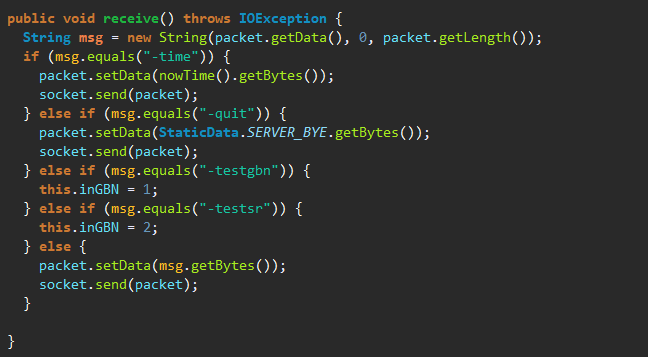 public void receive() throws IOException {
  String msg = new String(packet.getData(), 0, packet.getLength());
  if (msg.equals("-time")) {
    packet.setData(nowTime().getBytes());
    socket.send(packet);
  } else if (msg.equals("-quit")) {
    packet.setData(StaticData.SERVER_BYE.getBytes());
    socket.send(packet);
  } else if (msg.equals("-testgbn")) {
    this.inGBN = 1;
  } else if (msg.equals("-testsr")) {
    this.inGBN = 2;
  } else {
    packet.setData(msg.getBytes());
    socket.send(packet);
  }

}